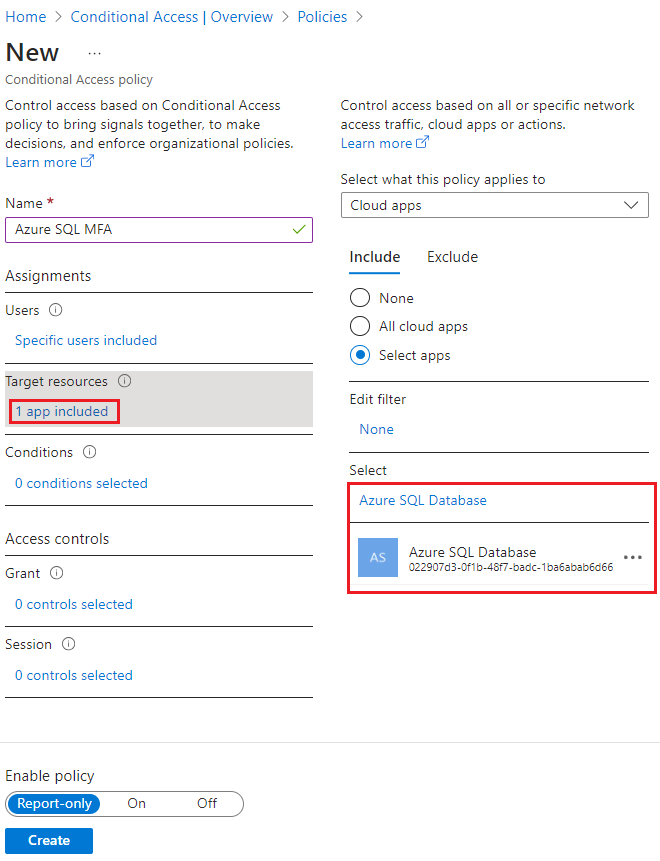 Home > Conditional Access | Overview > Policies >
New ...
Conditional Access policy
Control access based on Conditional Access
policy to bring signals together, to make
decisions, and enforce organizational policies.
Learn more
Name *
Azure SQL MFA
Assignments
Users
Specific users included
Target resources
1 app included
Conditions
0 conditions selected
Access controls
Grant
0 controls selected
Session
0 controls selected
Control access based on all or specific network
access traffic, cloud apps or actions.
Learn more
Select what this policy applies to
Cloud apps
Include Exclude
None
All cloud apps
Select apps
Edit filter
None
Select
Azure SQL Database
AS
Azure SQL Database
022907d3-0f1b-48f7-badc-1ba6abab6d66
Enable policy
Report-only On Off
Create